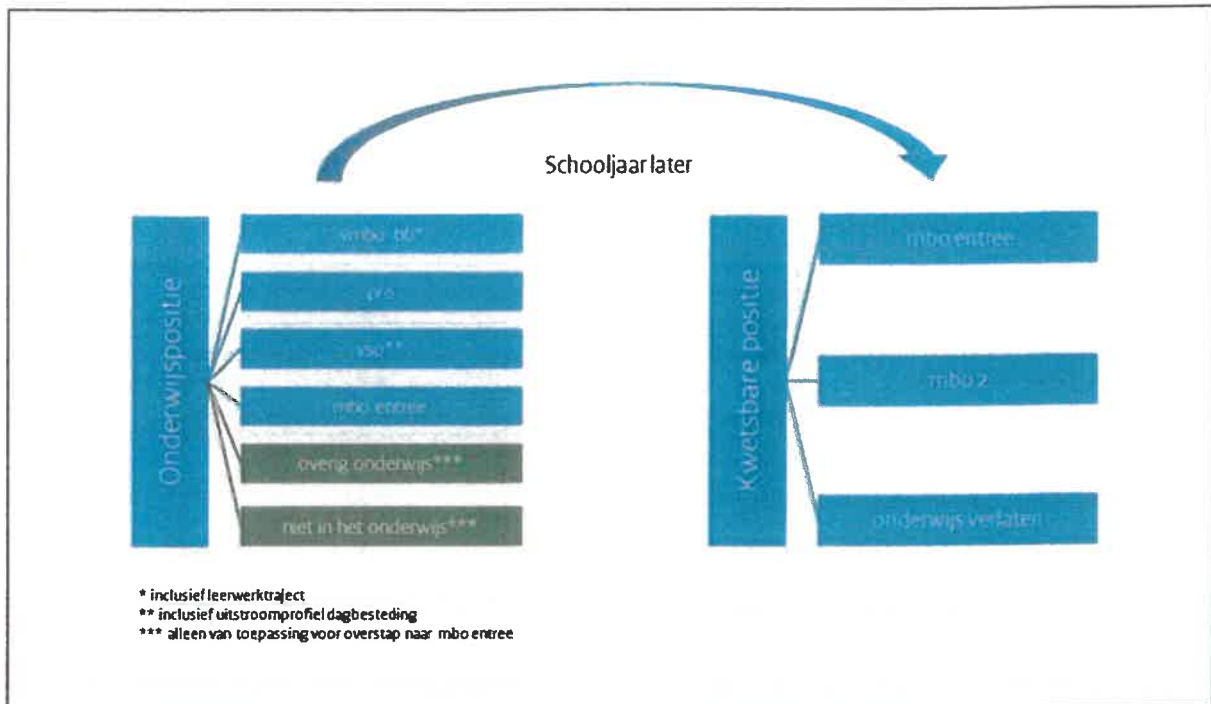 Schooljaar later
Onderwijspositie
vmbo bb*
pro
vso**
mbo entree
overig onderwijs***
niet in het onderwijs***
Kwetsbare positie
mbo entree
mbo 2
onderwijs verlaten
* inclusief leerwerktraject
** inclusief uitstroomprofiel dagbesteding
*** alleen van toepassing voor overstap naar mbo entree